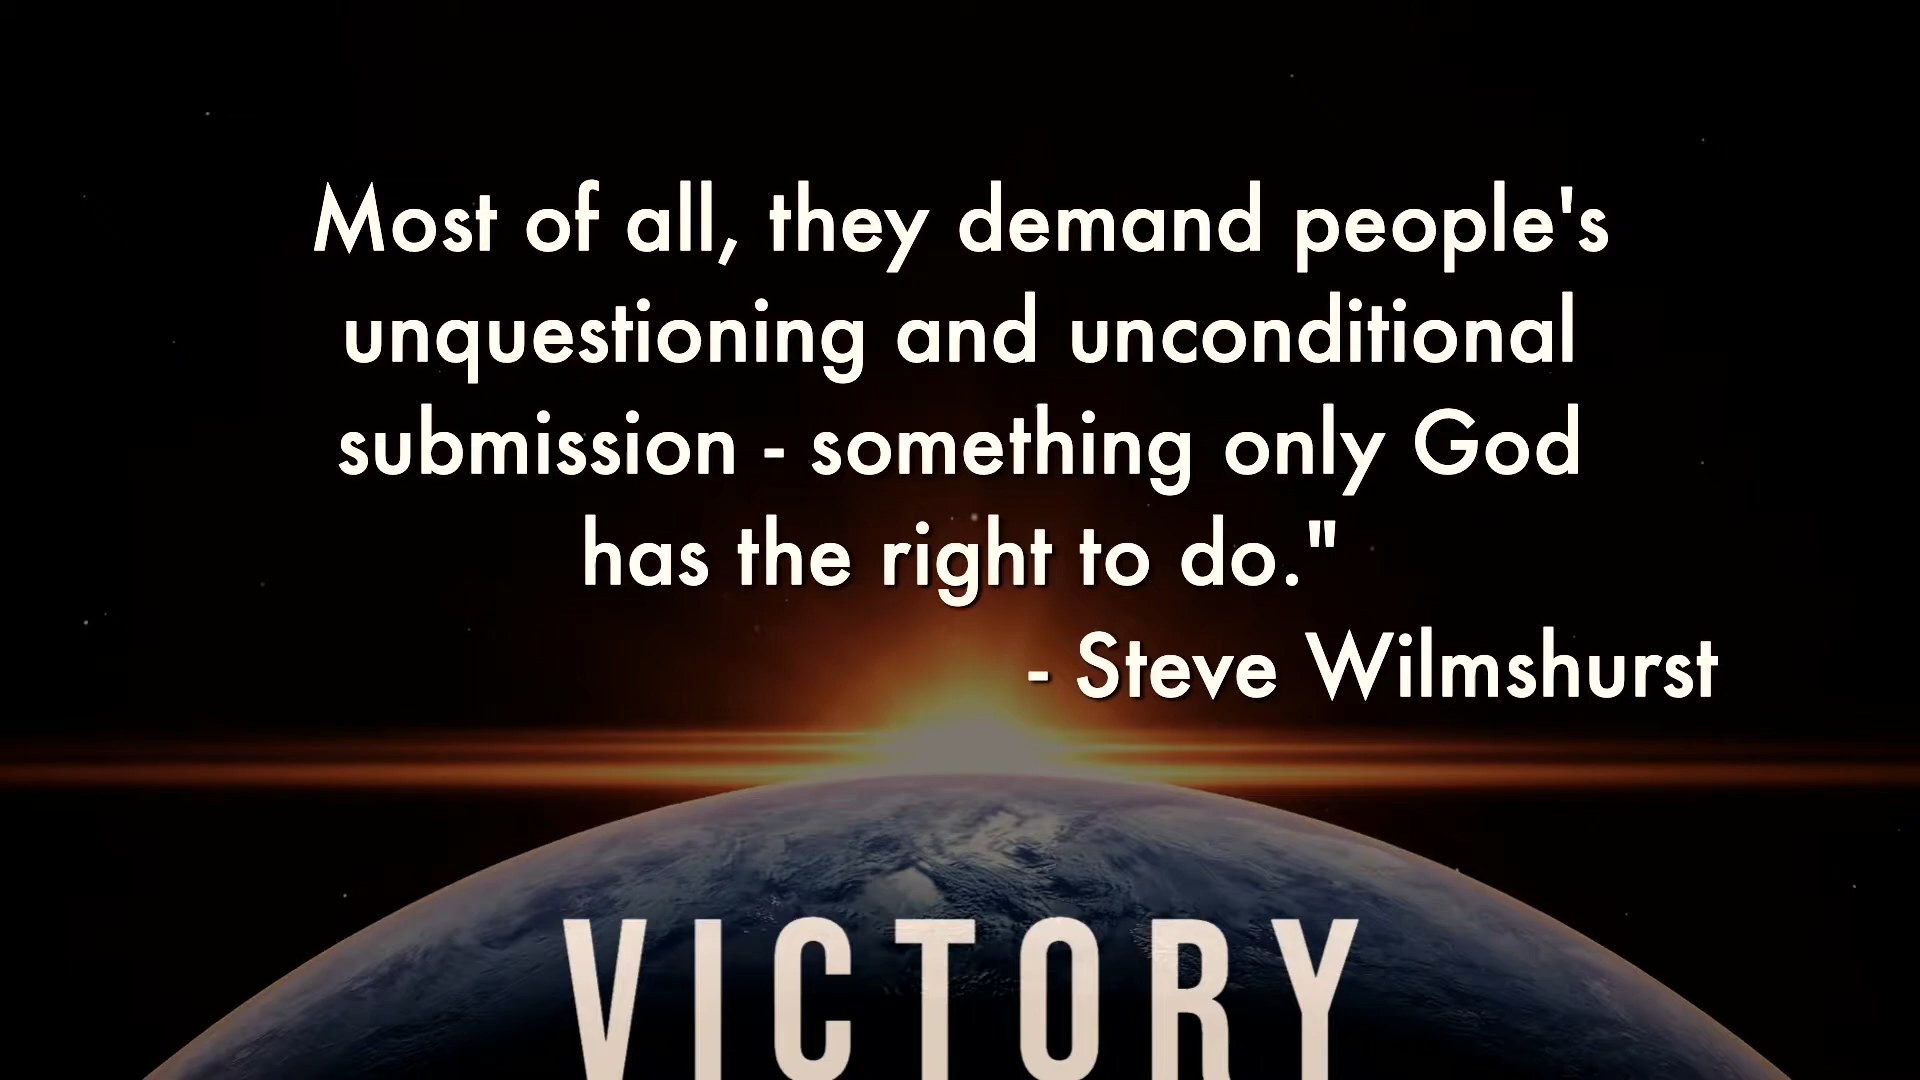 Most of all, they demand people's
unquestioning and unconditional
submission - something only God
has the right to do."
- Steve Wilmshurst
VICTORY